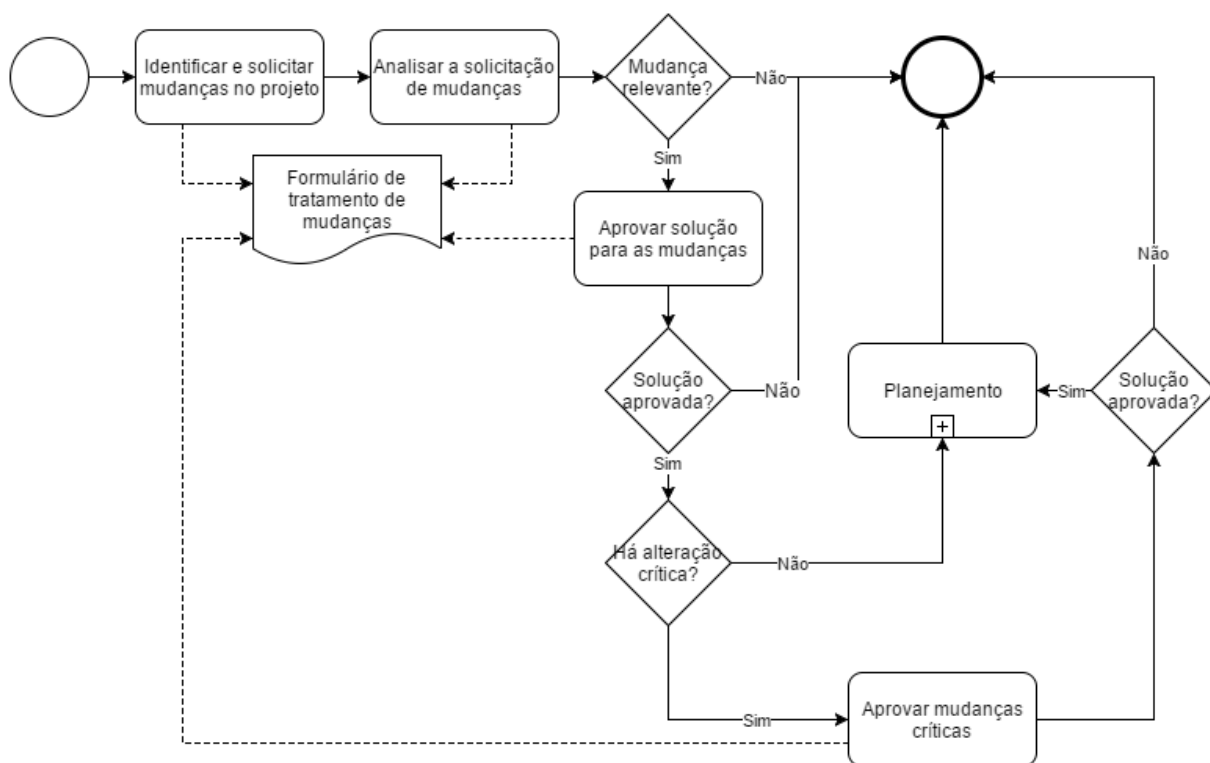 Identificar e solicitar
mudanças no projeto
Analisar a solicitação
de mudanças
Mudança
relevante?
Não
Sim
Formulário de
tratamento de
mudanças
Aprovar solução
para as mudanças
Não
Solução
aprovada?
Não
Planejamento
Sim
Solução
aprovada?
Sim
Há alteração
crítica?
Não
Sim
Aprovar mudanças
críticas